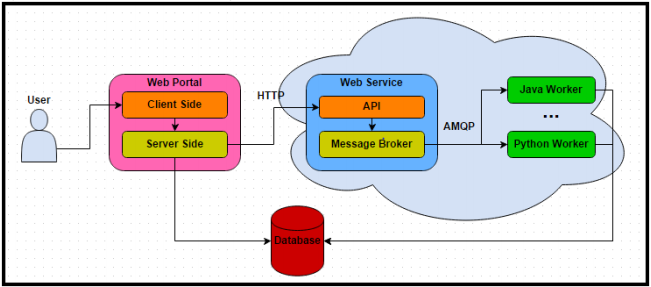 Web Portal
Web Service
User
Client Side
HTTP
API
Java Worker
...
Server Side
Message Broker
AMQP
Python Worker
Database